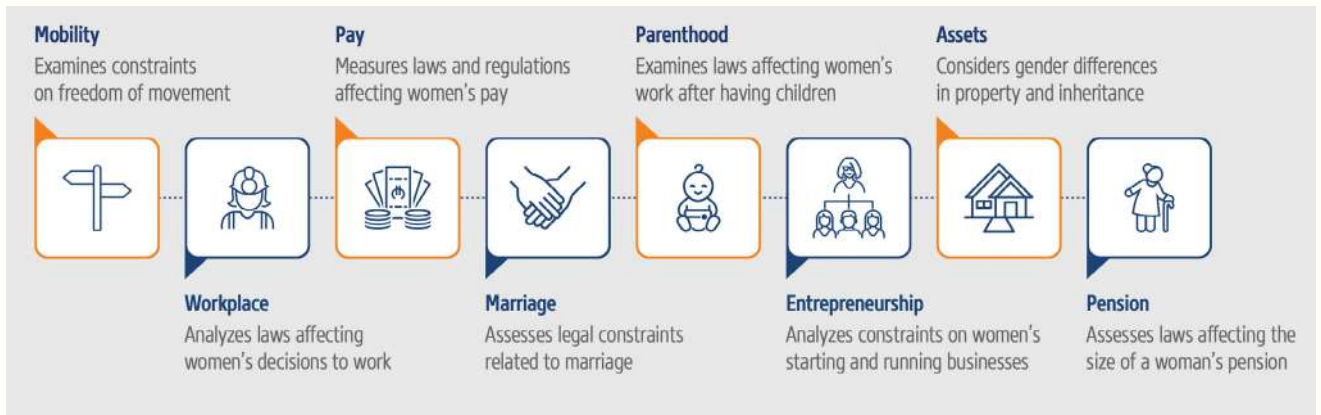 Mobility
Examines constraints
on freedom of movement
Pay
Measures laws and regulations
affecting women's pay
Parenthood
Examines laws affecting women's
work after having children
Assets
Considers gender differences
in property and inheritance
Workplace
Analyzes laws affecting
women's decisions to work
Marriage
Assesses legal constraints
related to marriage
Entrepreneurship
Analyzes constraints on women's
starting and running businesses
Pension
Assesses laws affecting the
size of a woman's pension